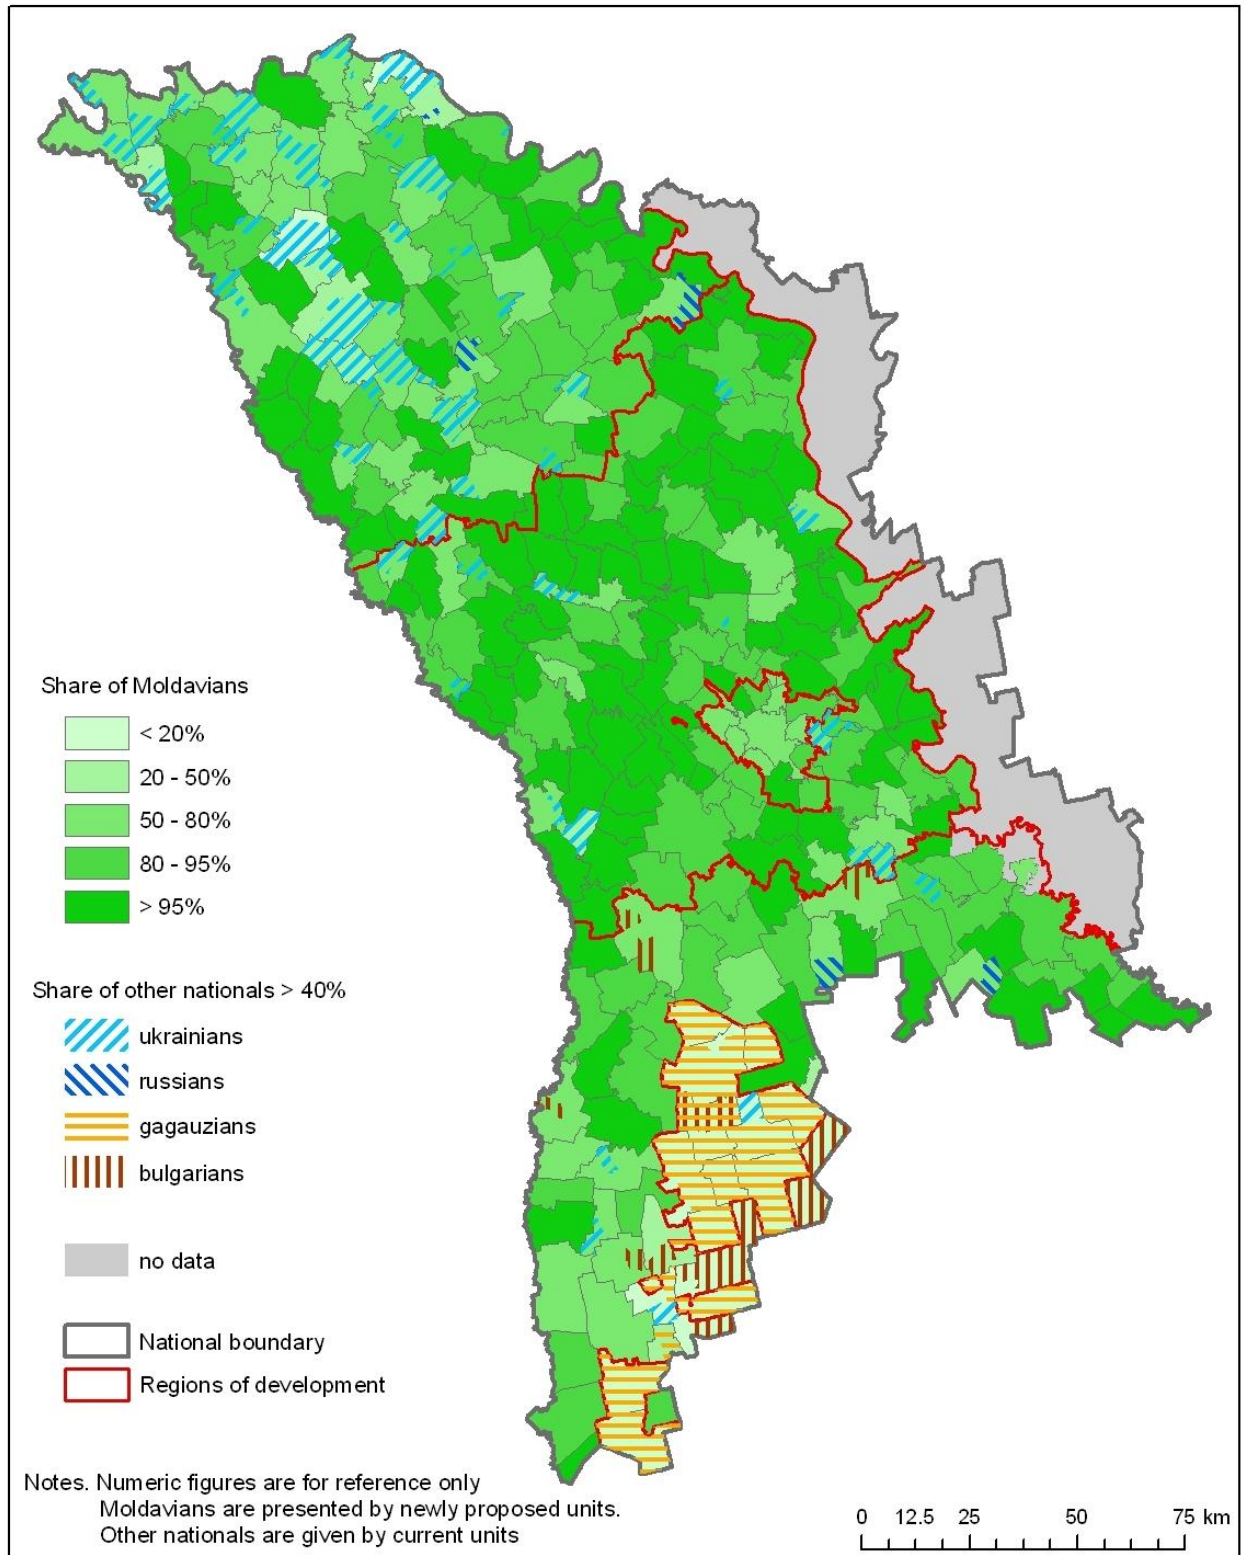 Share of Moldavians
< 20%
20 - 50%
50 - 80%
80 - 95%
> 95%
Share of other nationals > 40%
ukrainians
russians
gagauzians
bulgarians
no data
National boundary
Regions of development
Notes. Numeric figures are for reference only
Moldavians are presented by newly proposed units.
Other nationals are given by current units
0 12.5 25 50 75 km